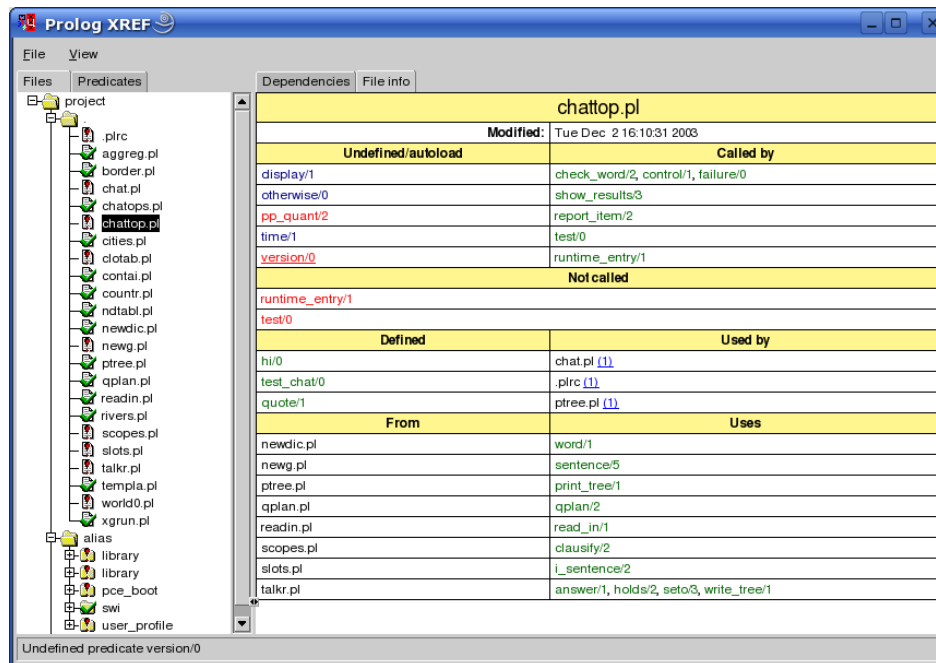 Prolog XREF
File View
Files Predicates
project
.
.plrc
aggreg.pl
border.pl
chat.pl
chatops.pl
chattop.pl
cities.pl
clotab.pl
contai.pl
countr.pl
ndtabl.pl
newdic.pl
newg.pl
ptree.pl
qplan.pl
readin.pl
rivers.pl
scopes.pl
slots.pl
talkr.pl
templa.pl
world0.pl
xgrun.pl
alias
library
library
pce_boot
swi
user_profile
Dependencies File info
chattop.pl
Modified: Tue Dec 2 16:10:31 2003
Undefined/autoload Called by
display/1 check_word/2, control/1, failure/0
otherwise/0 show_results/3
pp_quant/2 report_item/2
time/1 test/0
version/0 runtime_entry/1
Not called
runtime_entry/1
test/0
Defined Used by
hi/0 chat.pl (1)
test_chat/0 .plrc (1)
quote/1 ptree.pl (1)
From Uses
newdic.pl word/1
newg.pl sentence/5
ptree.pl print_tree/1
qplan.pl qplan/2
readin.pl read_in/1
scopes.pl clausify/2
slots.pl i_sentence/2
talkr.pl answer/1, holds/2, seto/3, write_tree/1
Undefined predicate version/0